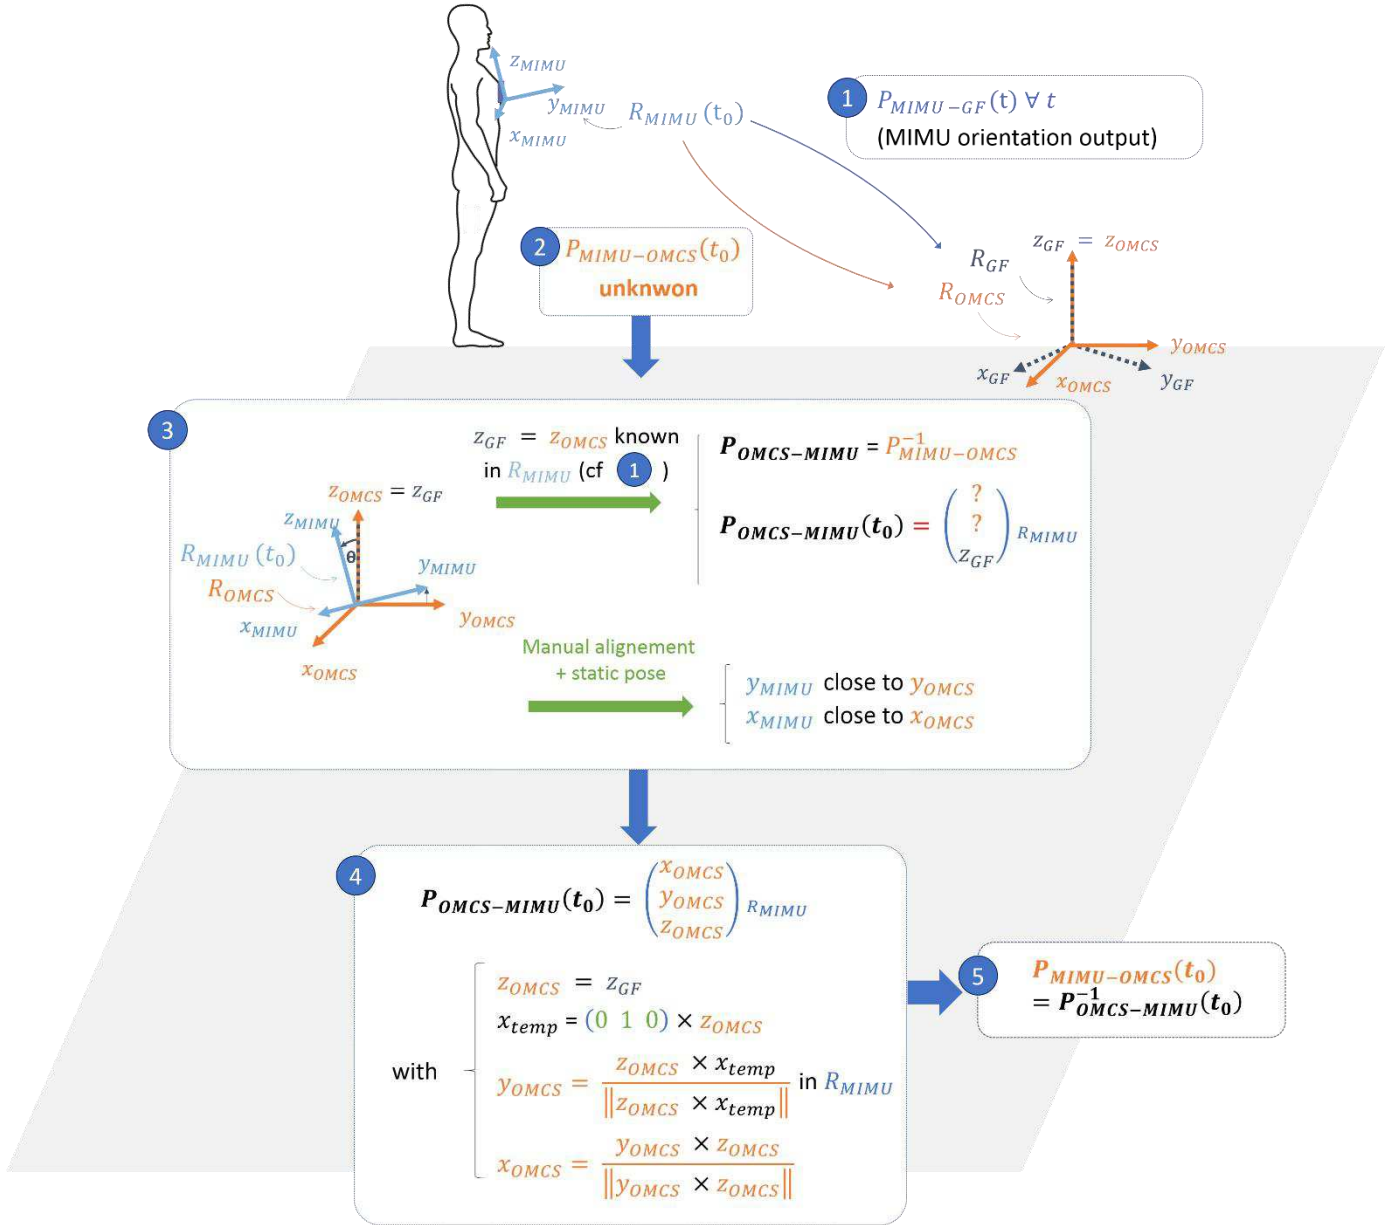 z_MIMU
y_MIMU
x_MIMU
R_MIMU(t_0)
1
P_MIMU-GF(t) ∀ t
(MIMU orientation output)
2
P_MIMU-OMCS(t_0)
unknwon
z_GF = z_OMCS
R_GF
R_OMCS
y_OMCS
x_GF
x_OMCS
y_GF
3
z_GF = z_OMCS known
in R_MIMU (cf 1 )
P_OMCS-MIMU = P^{-1}_MIMU-OMCS
P_OMCS-MIMU(t_0) = ( ? ? z_GF ) R_MIMU
z_OMCS = z_GF
z_MIMU
θ
R_MIMU(t_0)
y_MIMU
R_OMCS
x_MIMU
y_OMCS
x_OMCS
Manual alignement
+ static pose
y_MIMU close to y_OMCS
x_MIMU close to x_OMCS
4
P_OMCS-MIMU(t_0) = ( x_OMCS y_OMCS z_OMCS ) R_MIMU
with
z_OMCS = z_GF
x_temp = (0 1 0) × z_OMCS
y_OMCS = z_OMCS × x_temp / ‖z_OMCS × x_temp‖ in R_MIMU
x_OMCS = y_OMCS × z_OMCS / ‖y_OMCS × z_OMCS‖
5
P_MIMU-OMCS(t_0)
= P^{-1}_OMCS-MIMU(t_0)